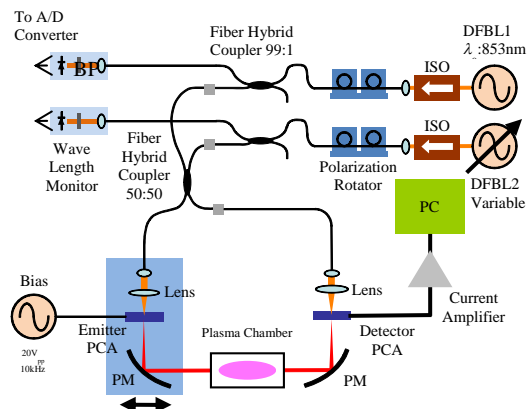 To A/D
Converter
BP
Fiber Hybrid
Coupler 99:1
ISO
DFBL1
λ :853nm
Wave
Length
Monitor
Fiber
Hybrid
Coupler
50:50
Polarization
Rotator
ISO
DFBL2
Variable
PC
Bias
Lens
Lens
Current
Amplifier
Emitter
PCA
Plasma Chamber
Detector
PCA
20Vpp
10kHz
PM
PM